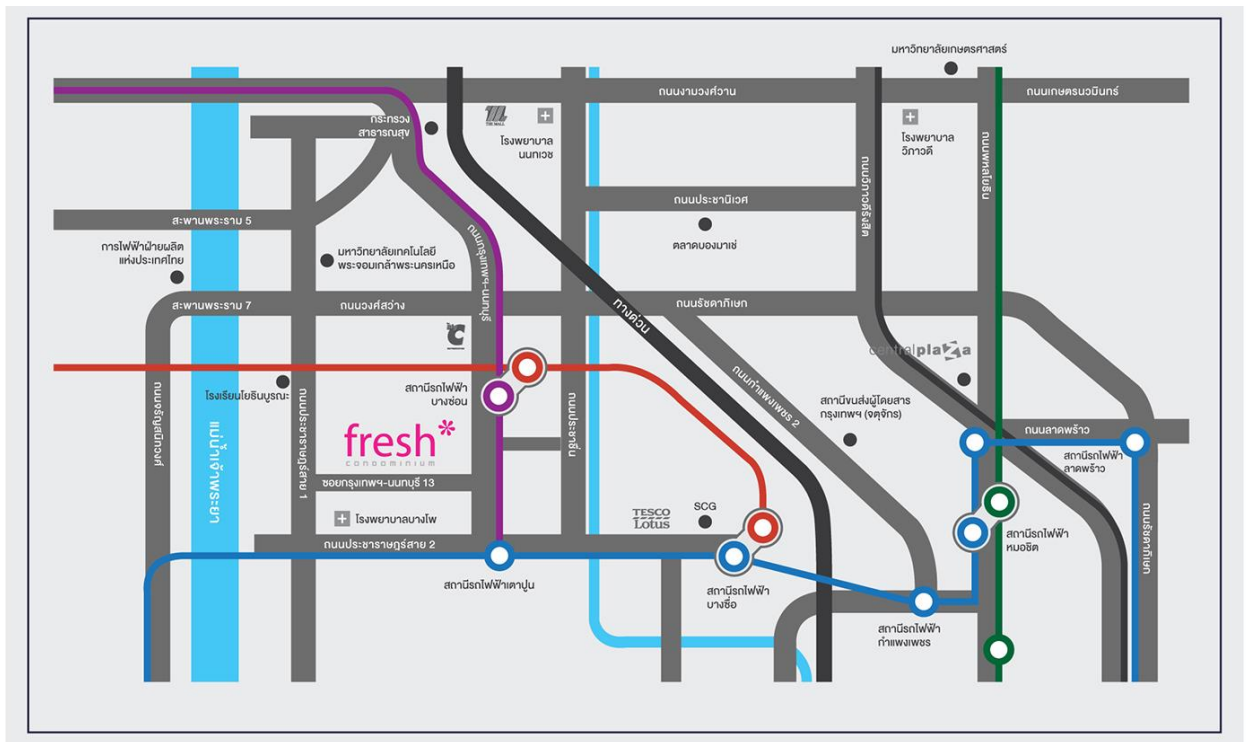 มหาวิทยาลัยเกษตรศาสตร์
ถนนงามวงศ์วาน
ถนนเกษตรนวมินทร์
กระทรวง
สาธารณสุข
THE MALL
โรงพยาบาล
นนทเวช
โรงพยาบาล
วิภาวดี
ถนนวิภาวดีรังสิต
ถนนพหลโยธิน
ถนนประชานิเวศ
สะพานพระราม 5
ตลาดบองมาเช่
การไฟฟ้าฝ่ายผลิต
แห่งประเทศไทย
มหาวิทยาลัยเทคโนโลยี
พระจอมเกล้าพระนครเหนือ
ถนนกรุงเทพฯ-นนทบุรี
สะพานพระราม 7
ถนนวงศ์สว่าง
ถนนรัชดาภิเษก
ทางด่วน
centralplaza
ถนนกำแพงเพชร 2
โรงเรียนโยธินบูรณะ
สถานีรถไฟฟ้า
บางซ่อน
สถานีขนส่งผู้โดยสาร
กรุงเทพฯ (จตุจักร)
ถนนจรัญสนิทวงศ์
แม่น้ำเจ้าพระยา
ถนนประชาราษฎร์สาย 1
fresh*
CONDOMINIUM
ถนนประชาชื่น
ถนนลาดพร้าว
สถานีรถไฟฟ้า
ลาดพร้าว
ซอยกรุงเทพฯ-นนทบุรี 13
โรงพยาบาลบางโพ
TESCO
Lotus
SCG
ถนนรัชดาภิเษก
สถานีรถไฟฟ้า
หมอชิต
ถนนประชาราษฎร์สาย 2
สถานีรถไฟฟ้าเตาปูน
สถานีรถไฟฟ้า
บางซื่อ
สถานีรถไฟฟ้า
กำแพงเพชร